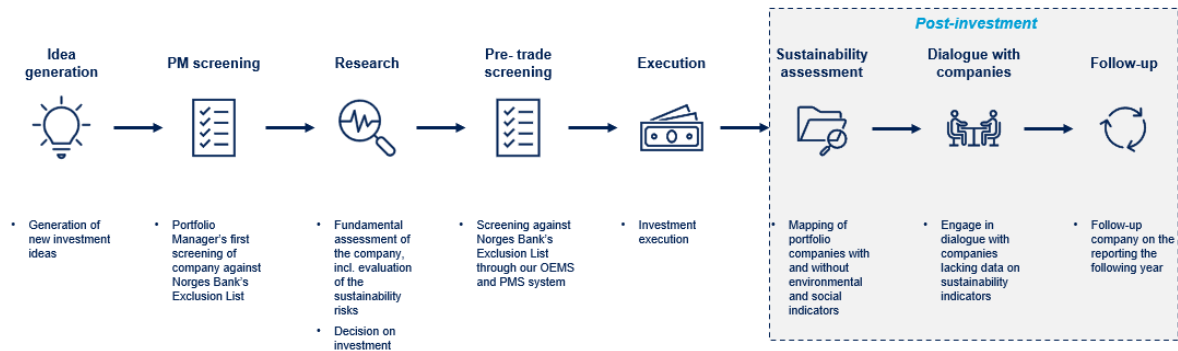 Post-investment
Idea
generation
PM screening
Research
Pre- trade
screening
Execution
Sustainability
assessment
Dialogue with
companies
Follow-up
• Generation of
new investment
ideas
• Portfolio
Manager's first
screening of
company against
Norges Bank's
Exclusion List
• Fundamental
assessment of
the company,
incl. evaluation
of the
sustainability
risks
• Decision on
investment
• Screening against
Norges Bank's
Exclusion List
through our OEMS
and PMS system
• Investment
execution
• Mapping of
portfolio
companies with
and without
environmental
and social
indicators
• Engage in
dialogue with
companies
lacking data on
sustainability
indicators
• Follow-up
company on the
reporting the
following year